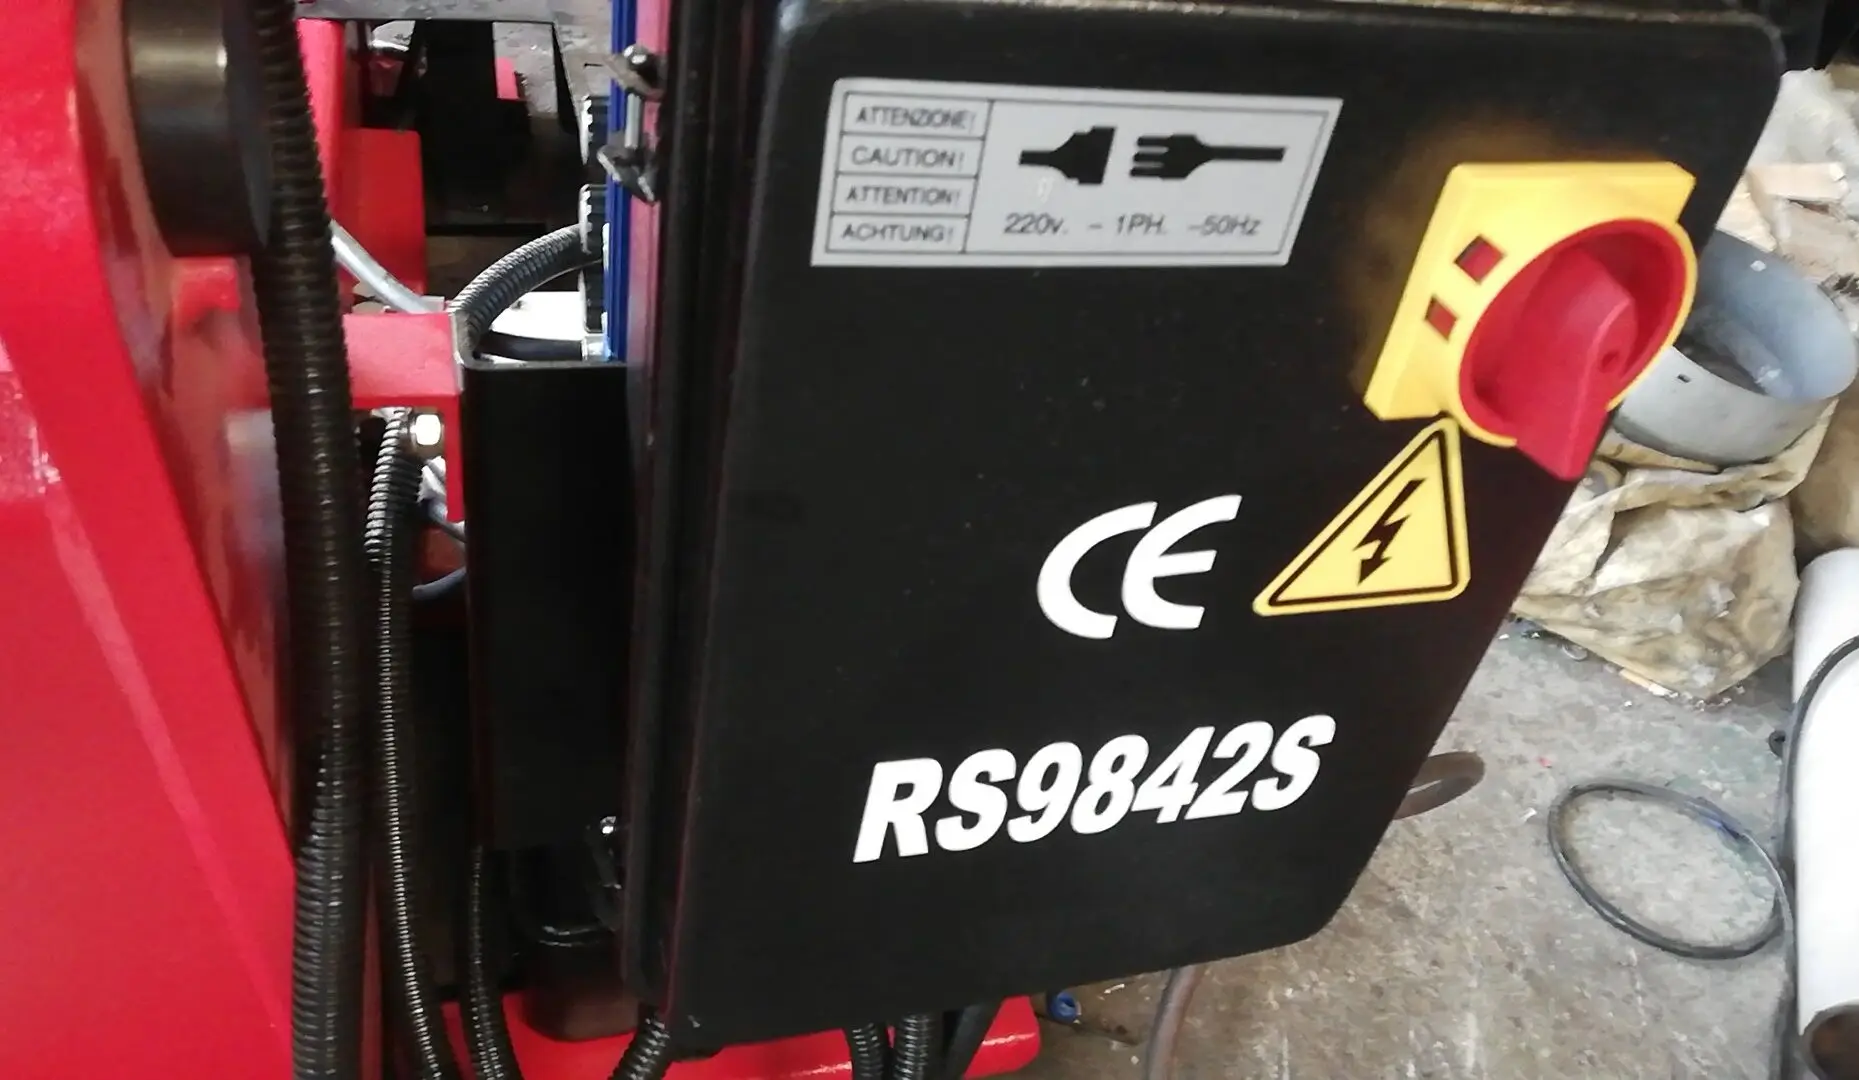 ATTENZIONE!
CAUTION!
ATTENTION!
ACHTUNG!
220v. - 1PH. -50Hz
CE
RS9842S